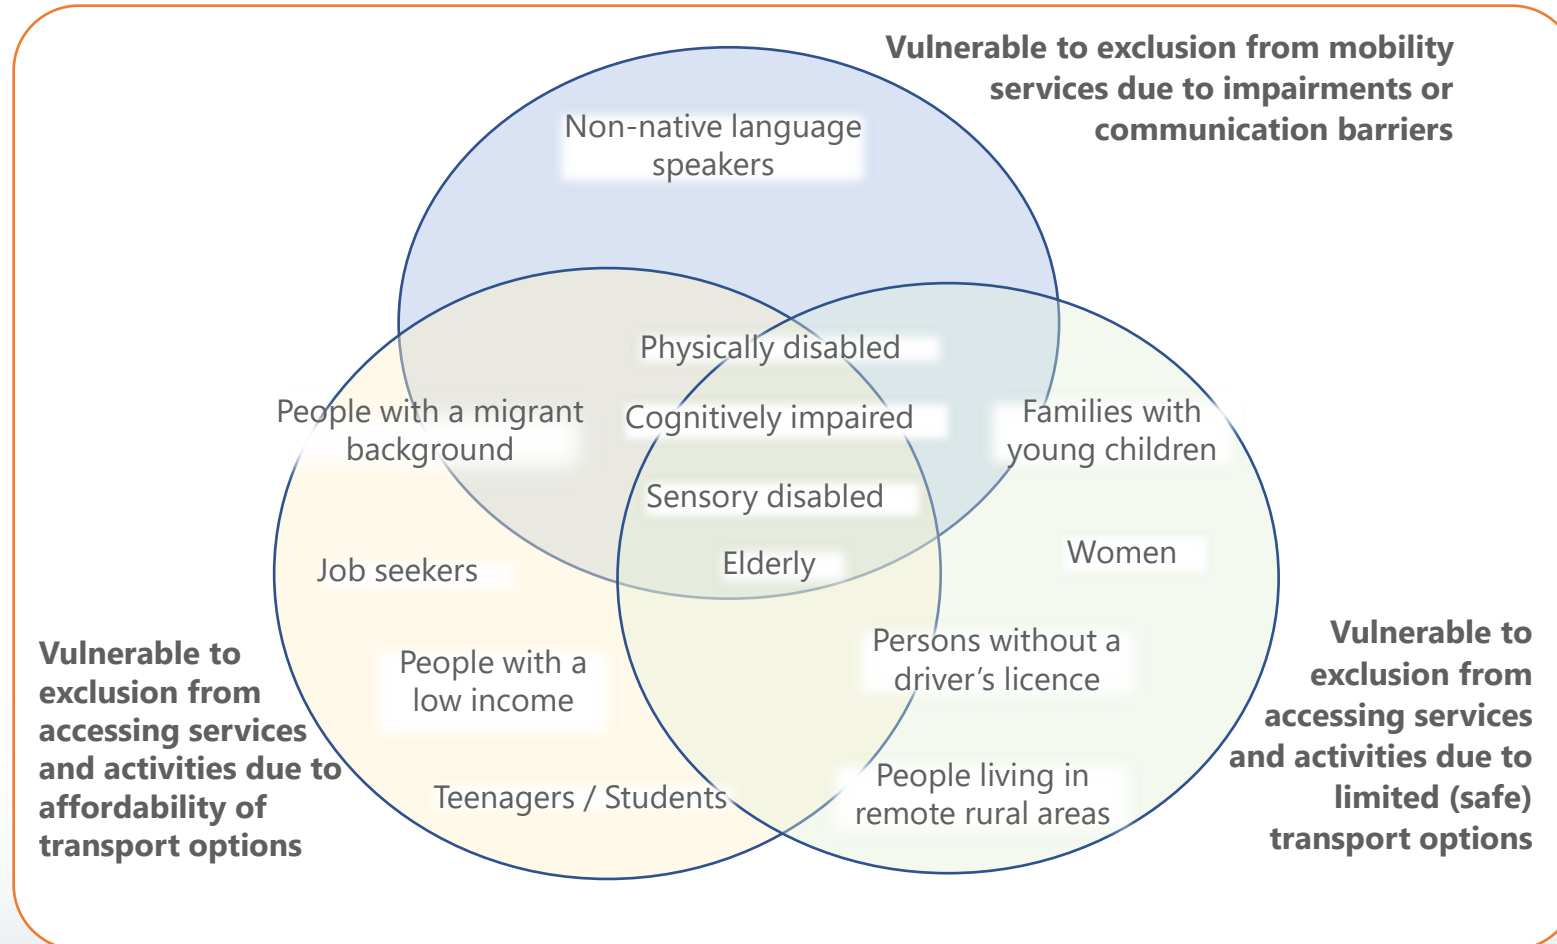 Vulnerable to exclusion from mobility
services due to impairments or
communication barriers
Non-native language
speakers
Physically disabled
People with a migrant
background
Cognitively impaired
Families with
young children
Sensory disabled
Elderly
Women
Job seekers
Persons without a
driver’s licence
People with a
low income
Vulnerable to
exclusion from
accessing services
and activities due to
affordability of
transport options
Vulnerable to
exclusion from
accessing services
and activities due to
limited (safe)
transport options
Teenagers / Students
People living in
remote rural areas